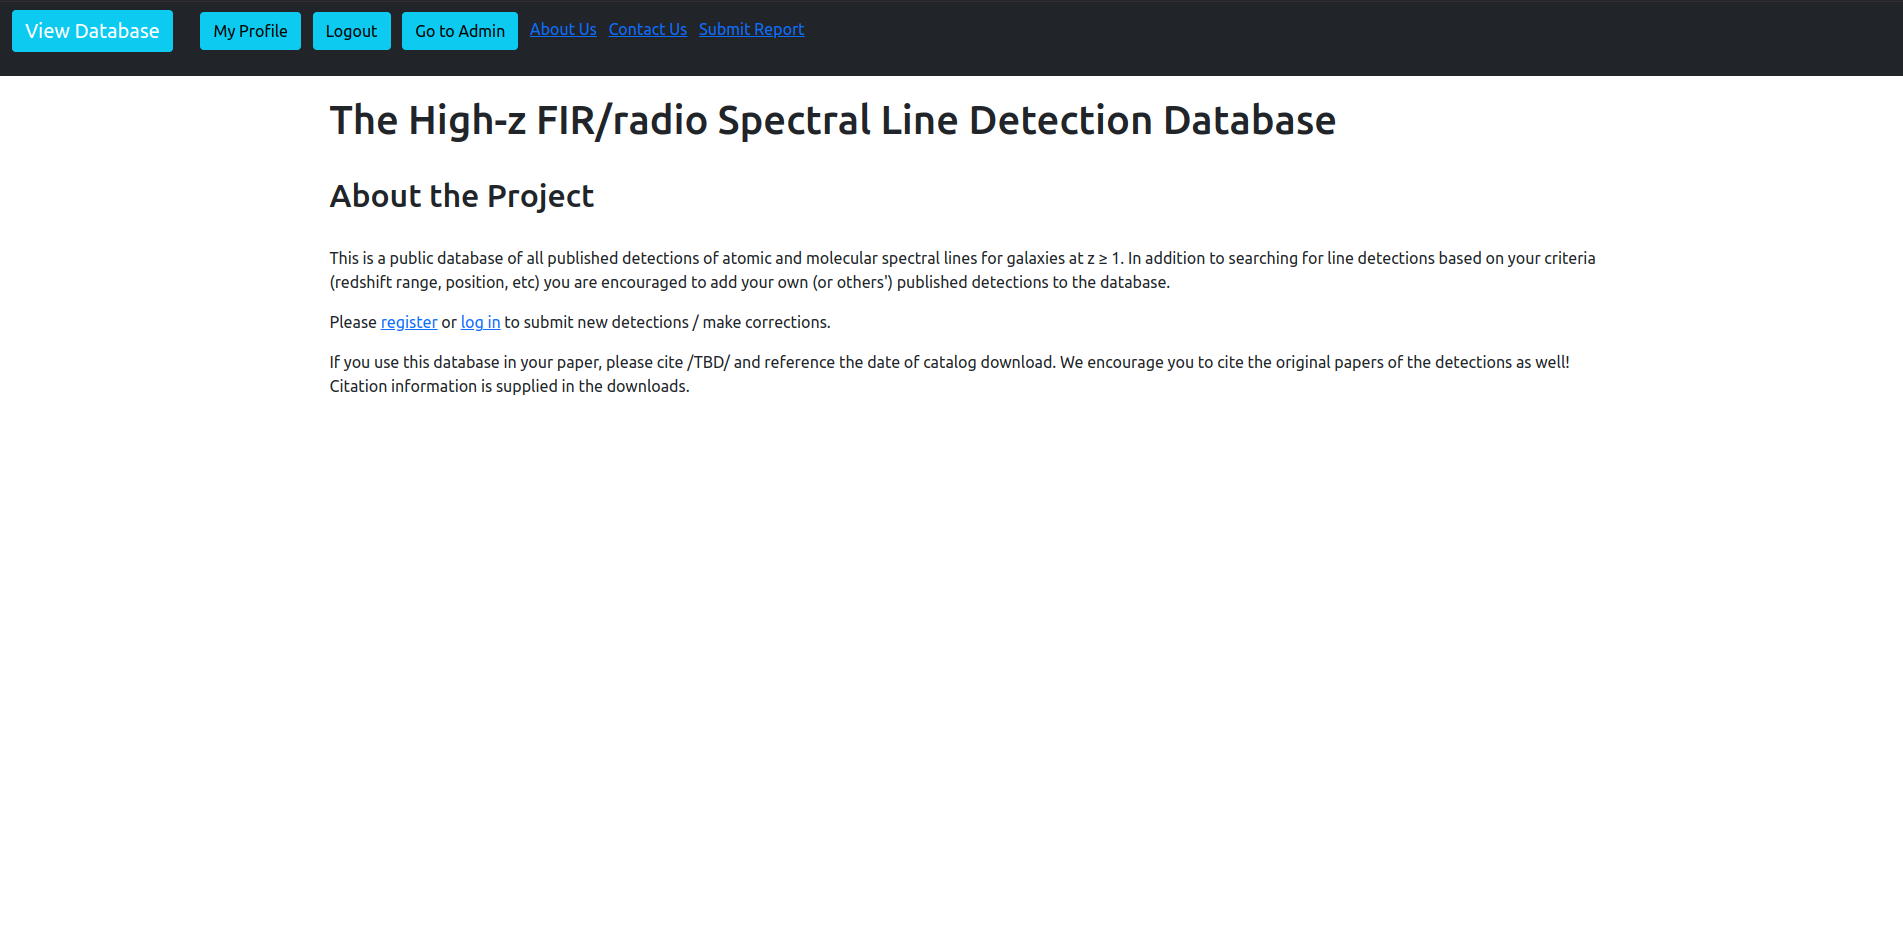 View Database My Profile Logout Go to Admin About Us Contact Us Submit Report
The High-z FIR/radio Spectral Line Detection Database
About the Project
This is a public database of all published detections of atomic and molecular spectral lines for galaxies at z ≥ 1. In addition to searching for line detections based on your criteria
(redshift range, position, etc) you are encouraged to add your own (or others') published detections to the database.
Please register or log in to submit new detections / make corrections.
If you use this database in your paper, please cite /TBD/ and reference the date of catalog download. We encourage you to cite the original papers of the detections as well!
Citation information is supplied in the downloads.